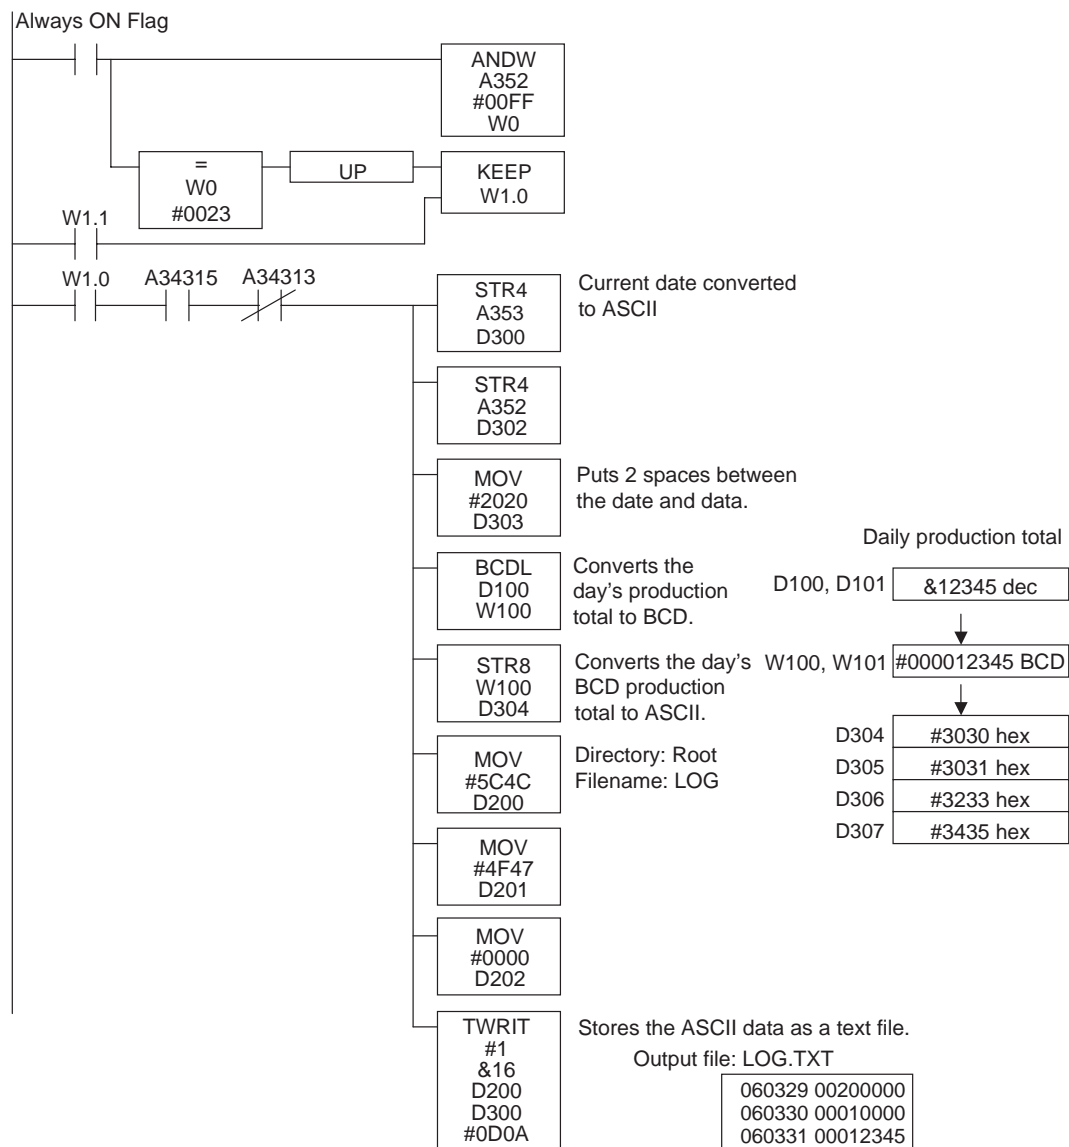 Always ON Flag
ANDW
A352
#00FF
W0
=
W0
#0023
UP
KEEP
W1.0
W1.1
W1.0
A34315
A34313
STR4
A353
D300
Current date converted
to ASCII
STR4
A352
D302
MOV
#2020
D303
Puts 2 spaces between
the date and data.
BCDL
D100
W100
Converts the
day's production
total to BCD.
Daily production total
D100, D101
&12345 dec
STR8
W100
D304
Converts the day's
BCD production
total to ASCII.
W100, W101
#000012345 BCD
D304
#3030 hex
D305
#3031 hex
D306
#3233 hex
D307
#3435 hex
MOV
#5C4C
D200
Directory: Root
Filename: LOG
MOV
#4F47
D201
MOV
#0000
D202
TWRIT
#1
&16
D200
D300
#0D0A
Stores the ASCII data as a text file.
Output file: LOG.TXT
060329 00200000
060330 00010000
060331 00012345